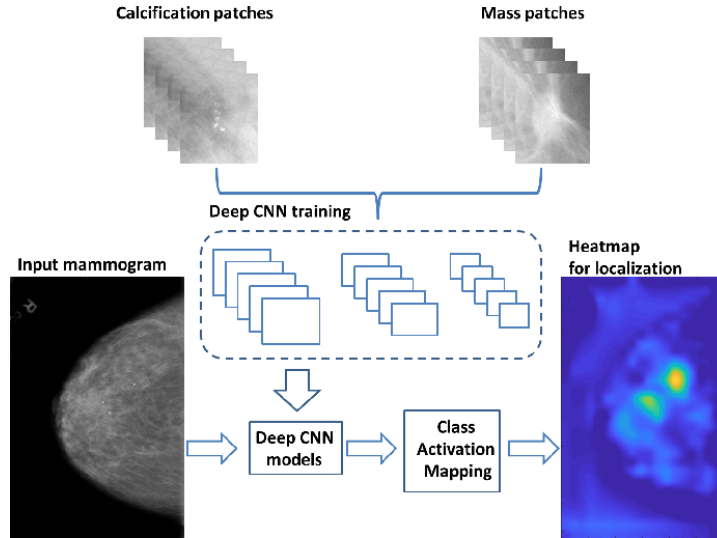 Calcification patches
Mass patches
Deep CNN training
Input mammogram
Heatmap
for localization
R
Deep CNN
models
Class
Activation
Mapping